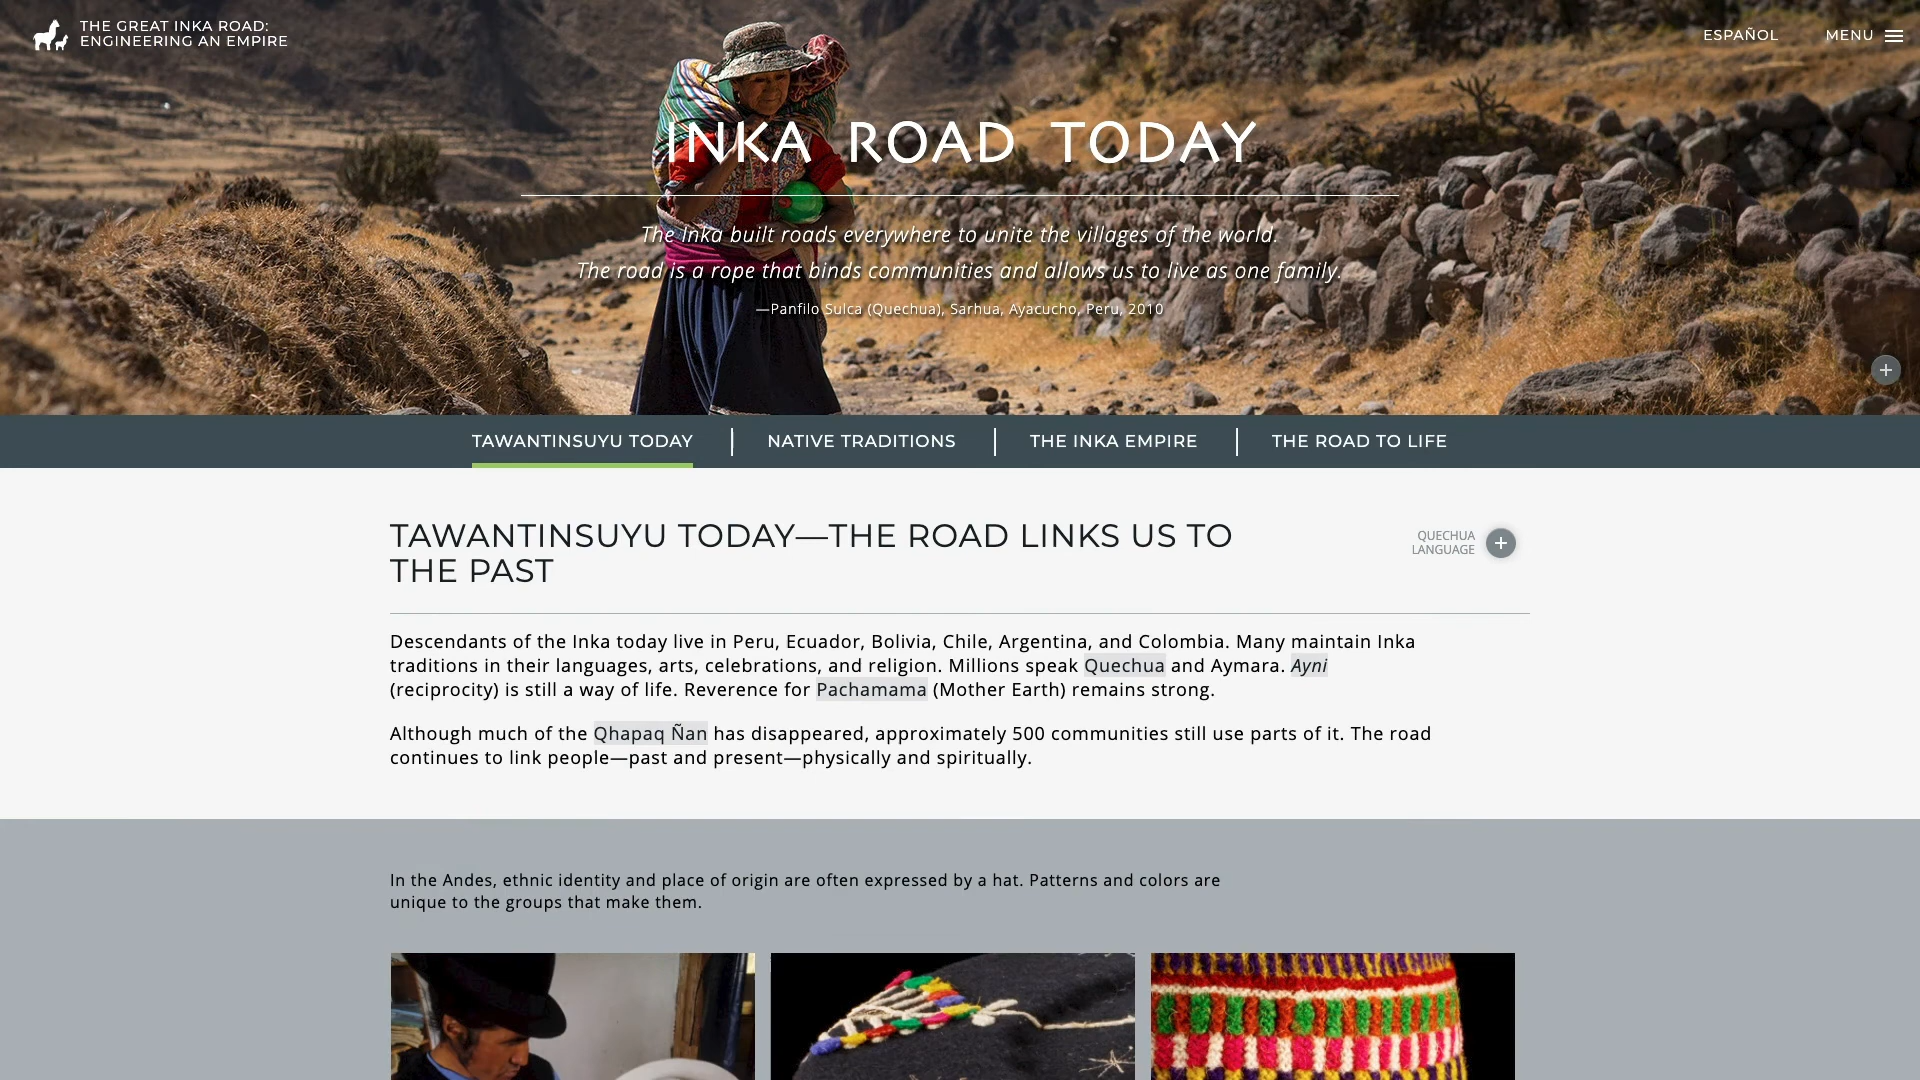 THE GREAT INKA ROAD:
ENGINEERING AN EMPIRE
ESPAÑOL
MENU
INKA ROAD TODAY
The Inka built roads everywhere to unite the villages of the world.
The road is a rope that binds communities and allows us to live as one family.
—Panfilo Sulca (Quechua), Sarhua, Ayacucho, Peru, 2010
TAWANTINSUYU TODAY
NATIVE TRADITIONS
THE INKA EMPIRE
THE ROAD TO LIFE
TAWANTINSUYU TODAY—THE ROAD LINKS US TO
THE PAST
QUECHUA
LANGUAGE
Descendants of the Inka today live in Peru, Ecuador, Bolivia, Chile, Argentina, and Colombia. Many maintain Inka
traditions in their languages, arts, celebrations, and religion. Millions speak Quechua and Aymara. Ayni
(reciprocity) is still a way of life. Reverence for Pachamama (Mother Earth) remains strong.
Although much of the Qhapaq Ñan has disappeared, approximately 500 communities still use parts of it. The road
continues to link people—past and present—physically and spiritually.
In the Andes, ethnic identity and place of origin are often expressed by a hat. Patterns and colors are
unique to the groups that make them.